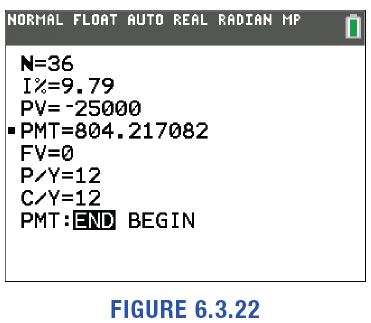 NORMAL FLOAT AUTO REAL RADIAN MP
N=36
I%=9.79
PV=-25000
PMT=804.217082
FV=0
P/Y=12
C/Y=12
PMT:END BEGIN
FIGURE 6.3.22